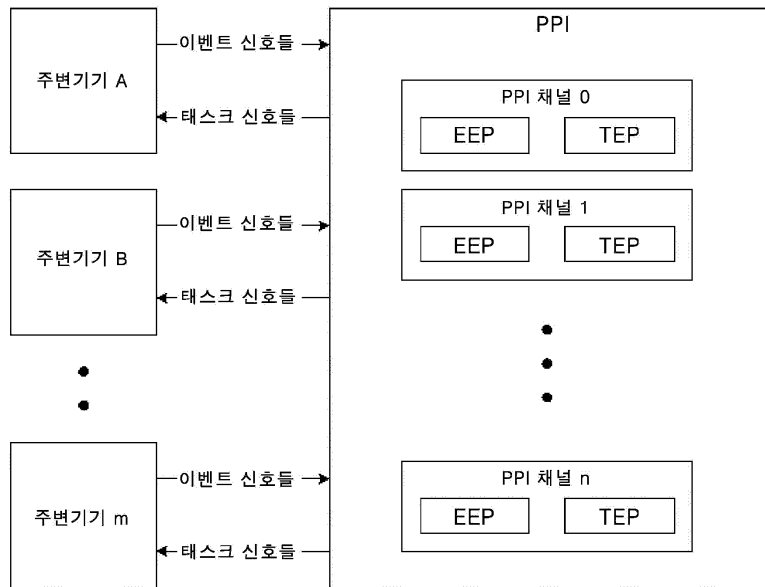 PPI
주변기기 A
이벤트 신호들
태스크 신호들
PPI 채널 0
EEP
TEP
주변기기 B
이벤트 신호들
태스크 신호들
PPI 채널 1
EEP
TEP
주변기기 m
이벤트 신호들
태스크 신호들
PPI 채널 n
EEP
TEP